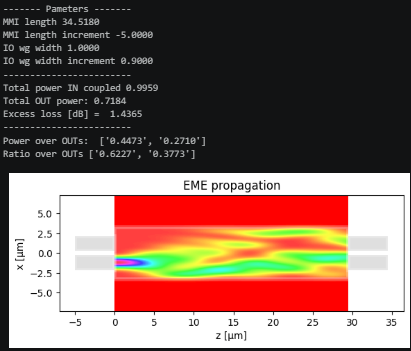 ------- Pameters -------
MMI length 34.5180
MMI length increment -5.0000
IO wg width 1.0000
IO wg width increment 0.9000
-----------------------
Total power IN coupled 0.9959
Total OUT power: 0.7184
Excess loss [dB] =  1.4365
-----------------------
Power over OUTs:  ['0.4473', '0.2710']
Ratio over OUTs ['0.6227', '0.3773']
EME propagation
5.0
2.5
0.0
−2.5
−5.0
x [μm]
−5 0 5 10 15 20 25 30 35
z [μm]